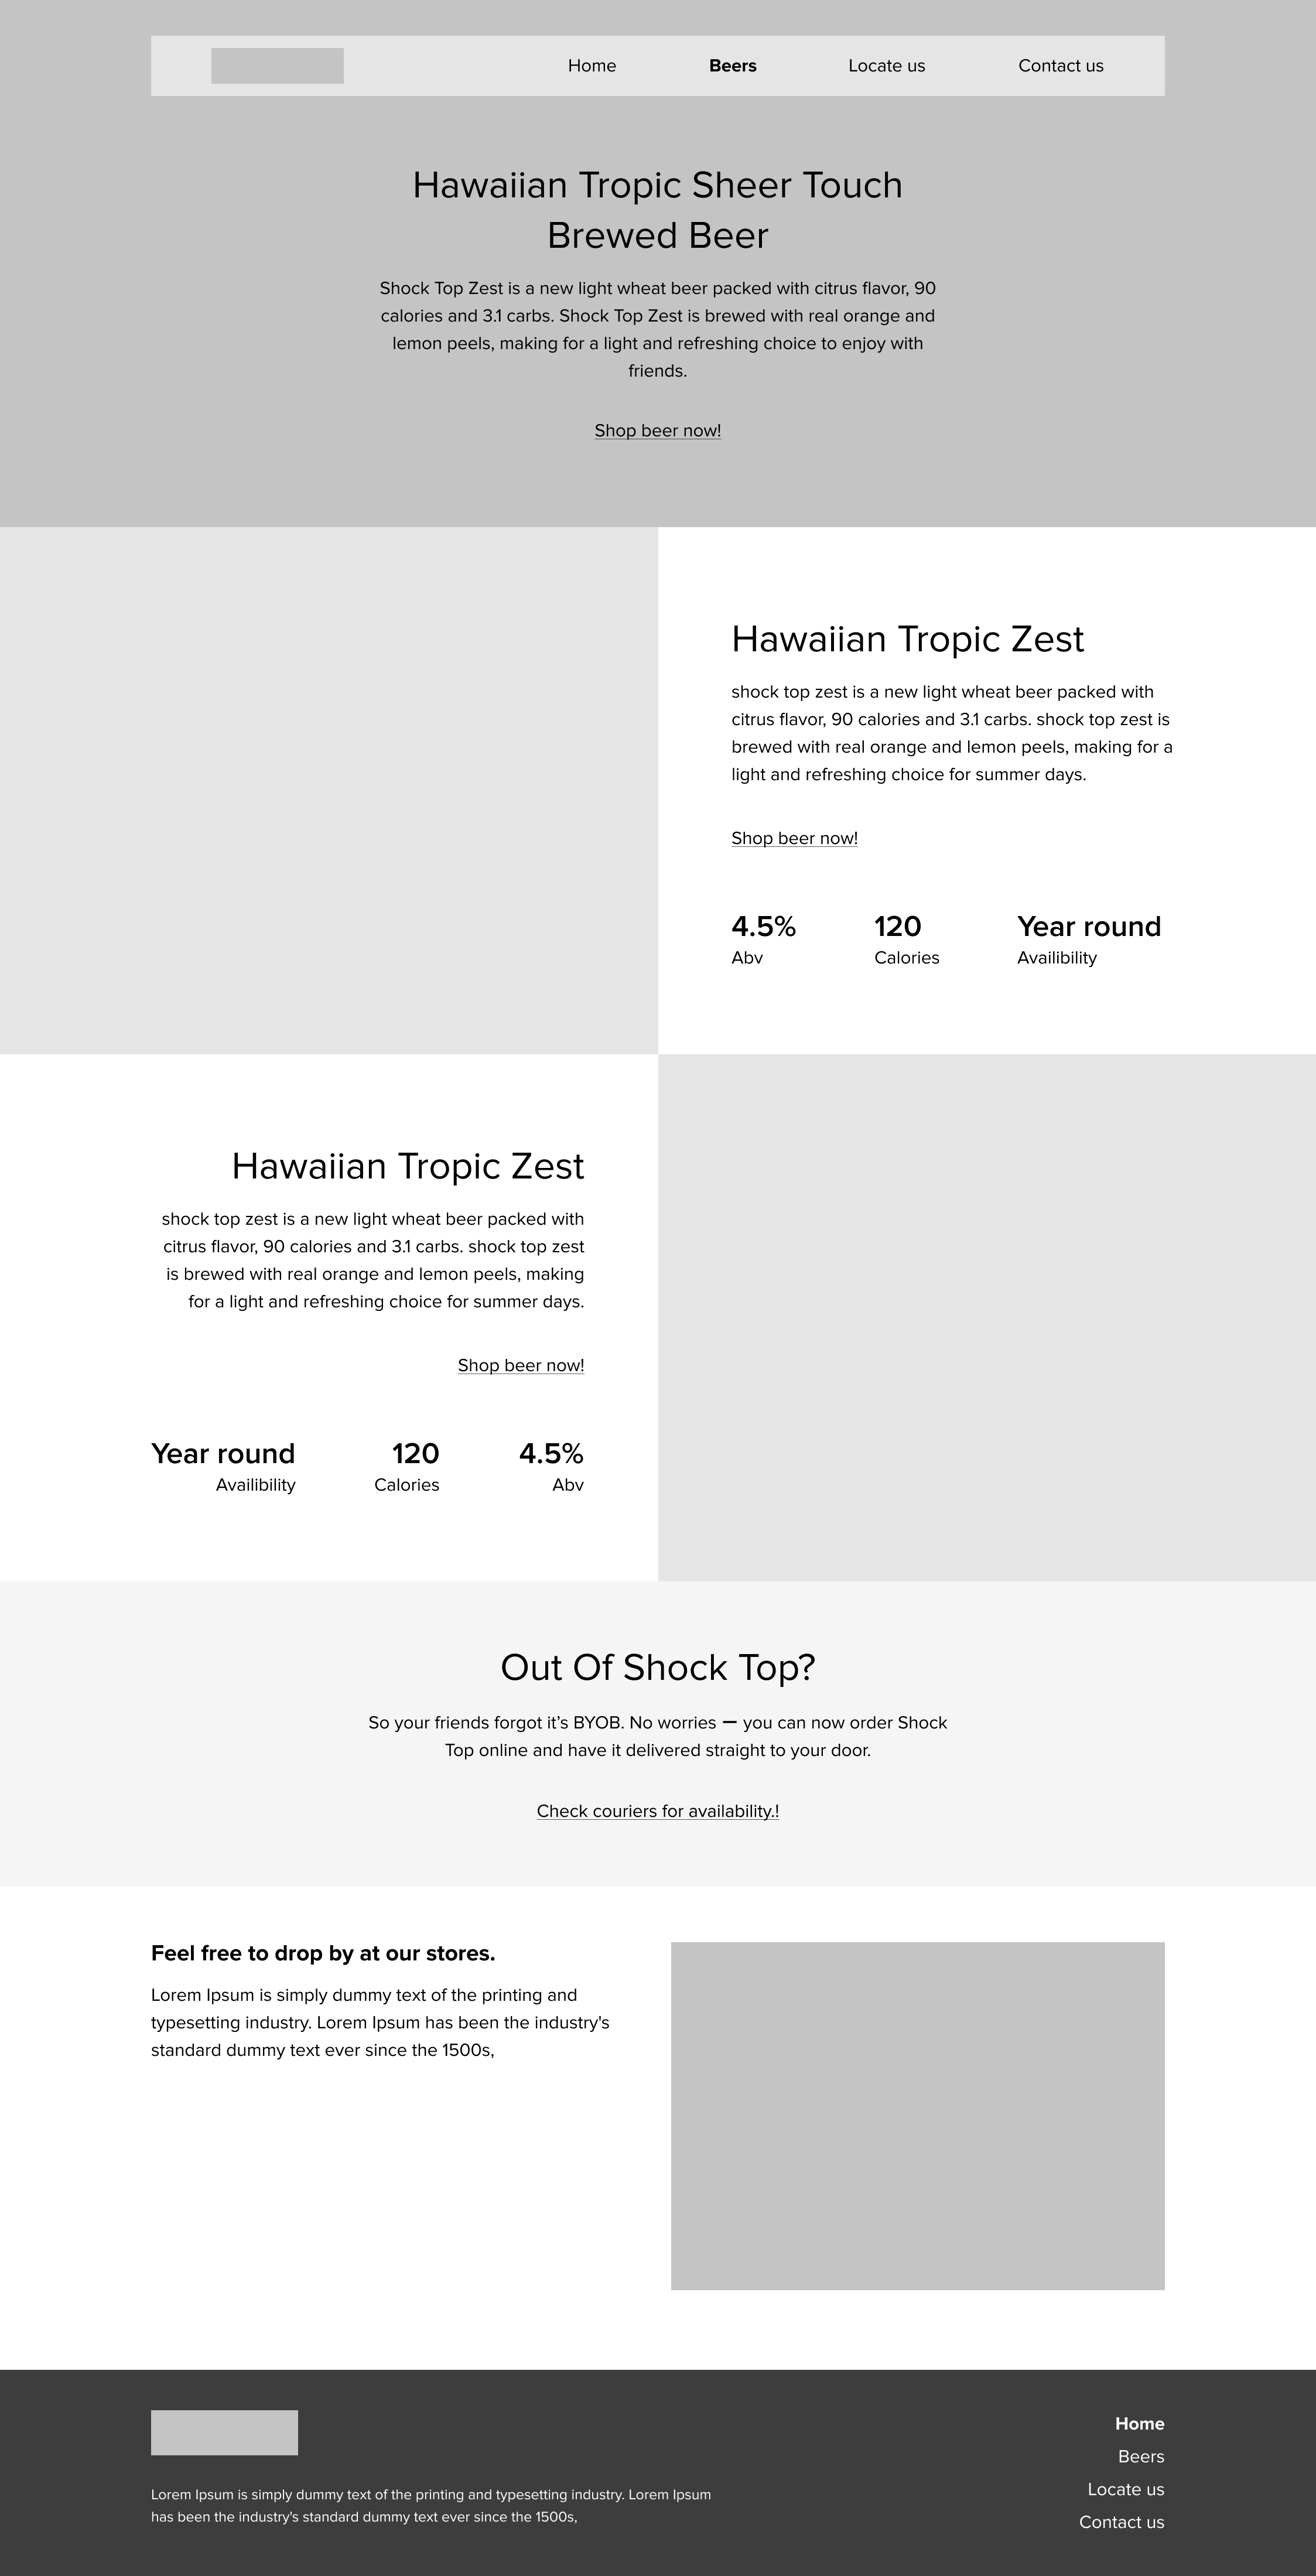 Home Beers Locate us Contact us
Hawaiian Tropic Sheer Touch
Brewed Beer
Shock Top Zest is a new light wheat beer packed with citrus flavor, 90
calories and 3.1 carbs. Shock Top Zest is brewed with real orange and
lemon peels, making for a light and refreshing choice to enjoy with
friends.
Shop beer now!
Hawaiian Tropic Zest
shock top zest is a new light wheat beer packed with
citrus flavor, 90 calories and 3.1 carbs. shock top zest is
brewed with real orange and lemon peels, making for a
light and refreshing choice for summer days.
Shop beer now!
4.5% 120 Year round
Abv Calories Availibility
Hawaiian Tropic Zest
shock top zest is a new light wheat beer packed with
citrus flavor, 90 calories and 3.1 carbs. shock top zest
is brewed with real orange and lemon peels, making
for a light and refreshing choice for summer days.
Shop beer now!
Year round 120 4.5%
Availibility Calories Abv
Out Of Shock Top?
So your friends forgot it’s BYOB. No worries — you can now order Shock
Top online and have it delivered straight to your door.
Check couriers for availability.!
Feel free to drop by at our stores.
Lorem Ipsum is simply dummy text of the printing and
typesetting industry. Lorem Ipsum has been the industry's
standard dummy text ever since the 1500s,
Lorem Ipsum is simply dummy text of the printing and typesetting industry. Lorem Ipsum
has been the industry's standard dummy text ever since the 1500s,
Home
Beers
Locate us
Contact us